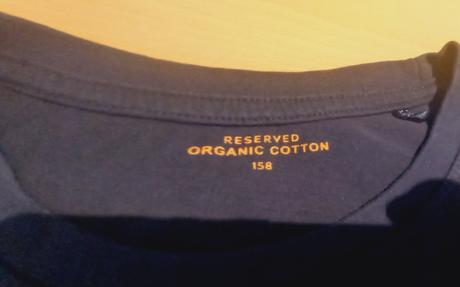 RESERVED
ORGANIC COTTON
158